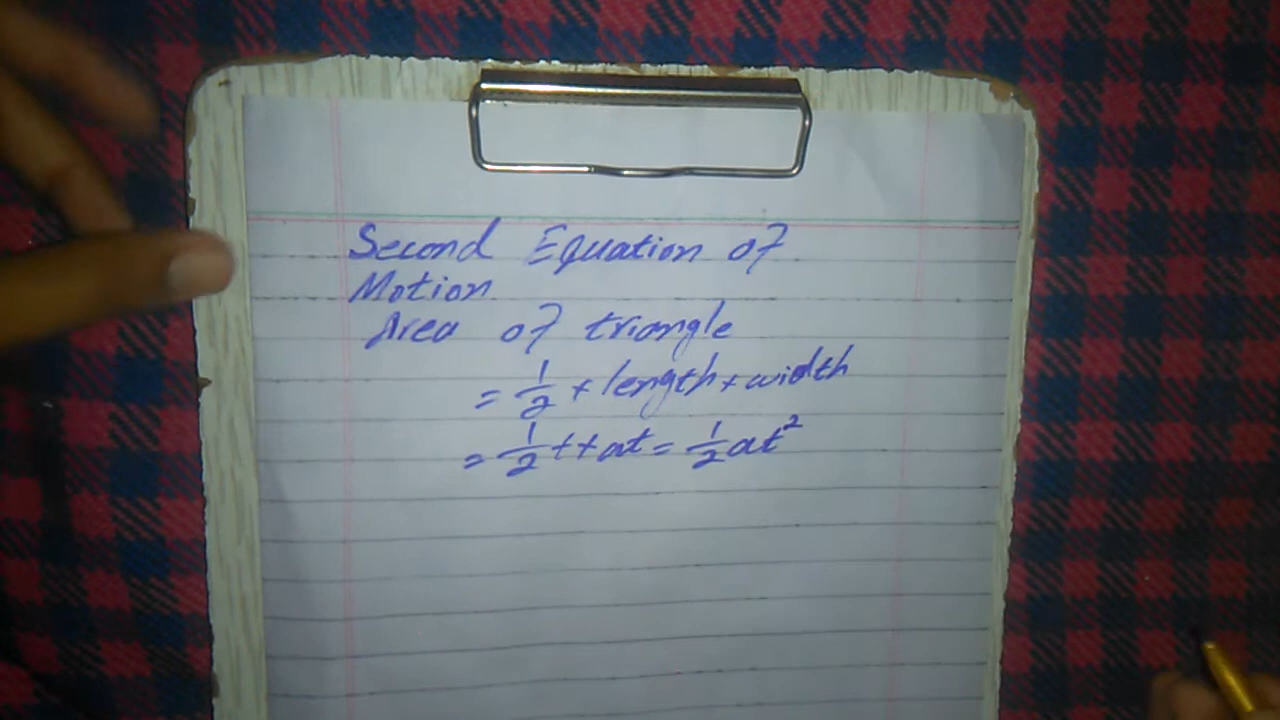 Second Equation of
Motion
Area of triangle
= 1/2 × length × width
= 1/2 t × at = 1/2 at²